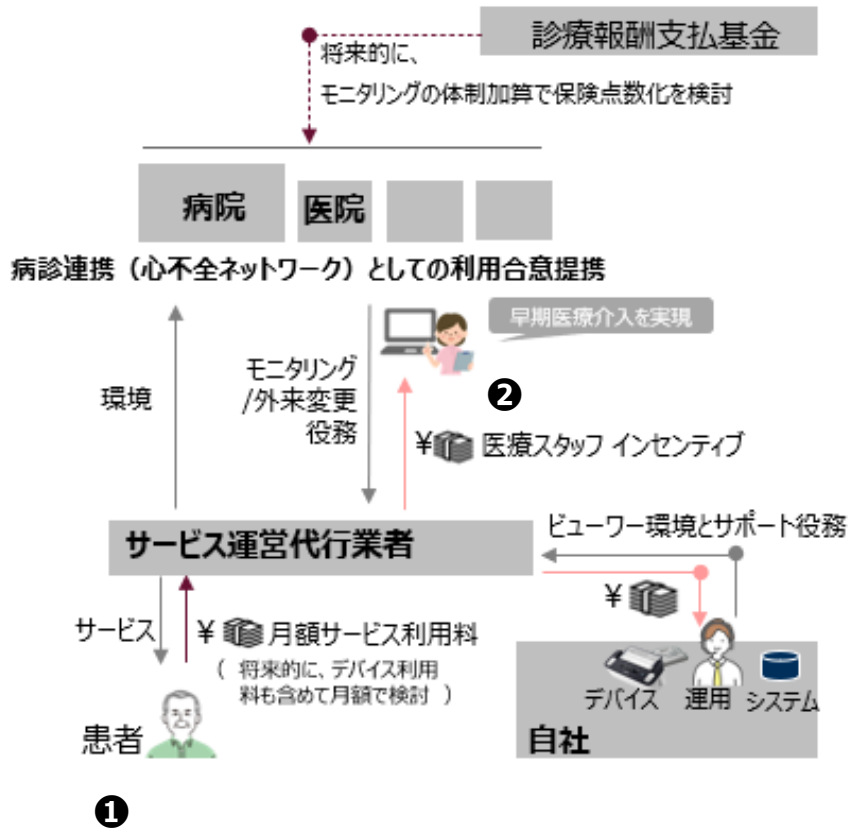 診療報酬支払基金
将来的に、
モニタリングの体制加算で保険点数化を検討
病院
医院
病診連携（心不全ネットワーク）としての利用合意提携
早期医療介入を実現
環境
モニタリング
/外来変更
役務
❷
¥ 医療スタッフ インセンティブ
サービス運営代行業者
ビューワー環境とサポート役務
¥
サービス
¥ 月額サービス利用料
（ 将来的に、デバイス利用
料も含めて月額で検討 ）
患者
デバイス 運用 システム
自社
❶